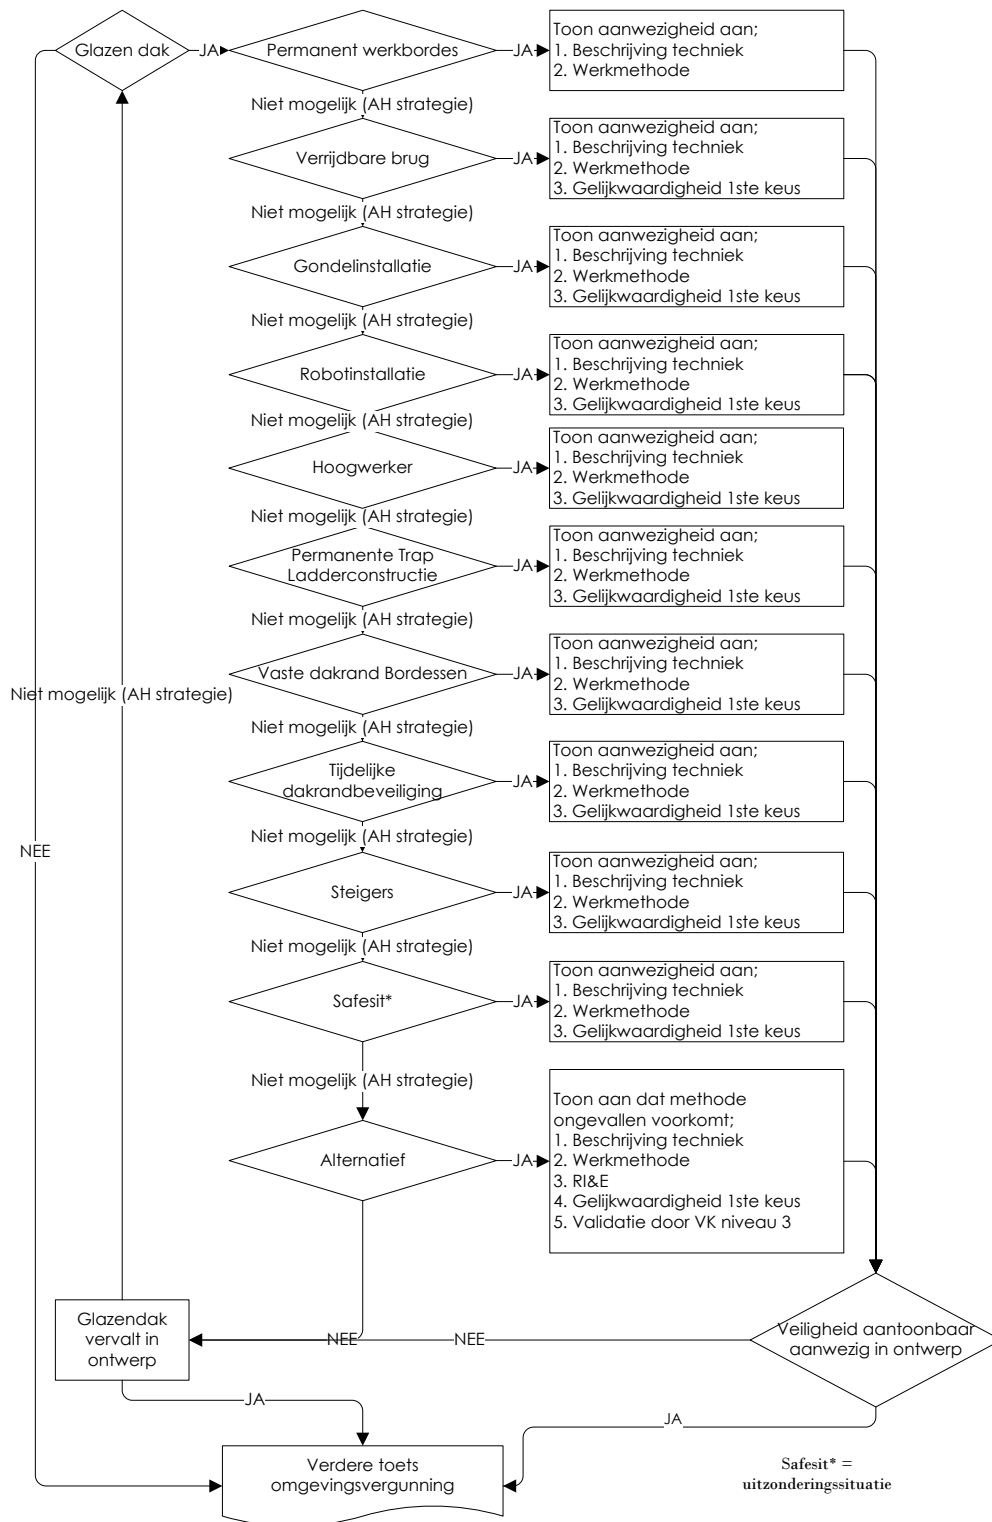 Glazen dak
JA
Permanent werkbordes
JA
Toon aanwezigheid aan;
1. Beschrijving techniek
2. Werkmethode
Niet mogelijk (AH strategie)
Verrijdbare brug
JA
Toon aanwezigheid aan;
1. Beschrijving techniek
2. Werkmethode
3. Gelijkwaardigheid 1ste keus
Niet mogelijk (AH strategie)
Gondelinstallatie
JA
Toon aanwezigheid aan;
1. Beschrijving techniek
2. Werkmethode
3. Gelijkwaardigheid 1ste keus
Niet mogelijk (AH strategie)
Robotinstallatie
JA
Toon aanwezigheid aan;
1. Beschrijving techniek
2. Werkmethode
3. Gelijkwaardigheid 1ste keus
Niet mogelijk (AH strategie)
Hoogwerker
JA
Toon aanwezigheid aan;
1. Beschrijving techniek
2. Werkmethode
3. Gelijkwaardigheid 1ste keus
Niet mogelijk (AH strategie)
Permanente Trap
Ladderconstructie
JA
Toon aanwezigheid aan;
1. Beschrijving techniek
2. Werkmethode
3. Gelijkwaardigheid 1ste keus
Niet mogelijk (AH strategie)
Vaste dakrand Bordessen
JA
Toon aanwezigheid aan;
1. Beschrijving techniek
2. Werkmethode
3. Gelijkwaardigheid 1ste keus
Niet mogelijk (AH strategie)
Niet mogelijk (AH strategie)
Tijdelijke
dakrandbeveiliging
JA
Toon aanwezigheid aan;
1. Beschrijving techniek
2. Werkmethode
3. Gelijkwaardigheid 1ste keus
Niet mogelijk (AH strategie)
NEE
Steigers
JA
Toon aanwezigheid aan;
1. Beschrijving techniek
2. Werkmethode
3. Gelijkwaardigheid 1ste keus
Niet mogelijk (AH strategie)
Safesit*
JA
Toon aanwezigheid aan;
1. Beschrijving techniek
2. Werkmethode
3. Gelijkwaardigheid 1ste keus
Niet mogelijk (AH strategie)
Alternatief
JA
Toon aan dat methode
ongevallen voorkomt;
1. Beschrijving techniek
2. Werkmethode
3. RI&E
4. Gelijkwaardigheid 1ste keus
5. Validatie door VK niveau 3
Glazendak
vervalt in
ontwerp
NEE
NEE
Veiligheid aantoonbaar
aanwezig in ontwerp
JA
JA
Verdere toets
omgevingsvergunning
Safesit* =
uitzonderingssituatie